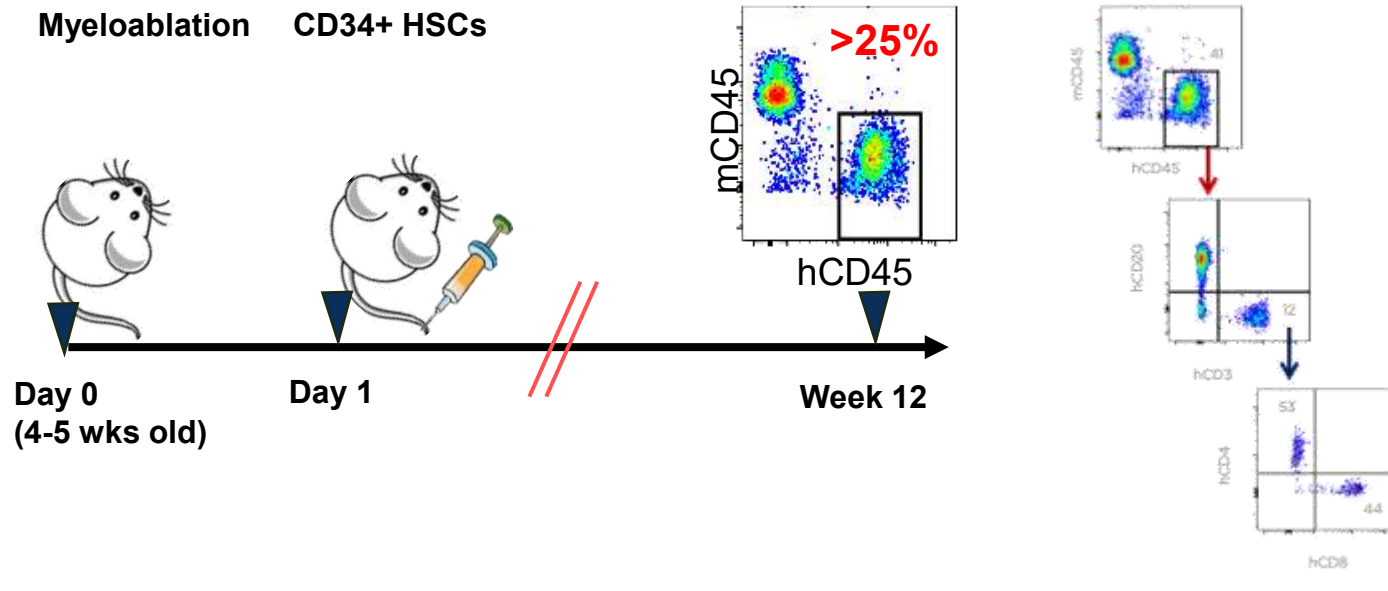 Myeloablation
CD34+ HSCs
>25%
mCD45
hCD45
Day 0
(4-5 wks old)
Day 1
Week 12
mCD45
41
hCD45
hCD20
12
hCD3
53
hCD4
44
hCD8